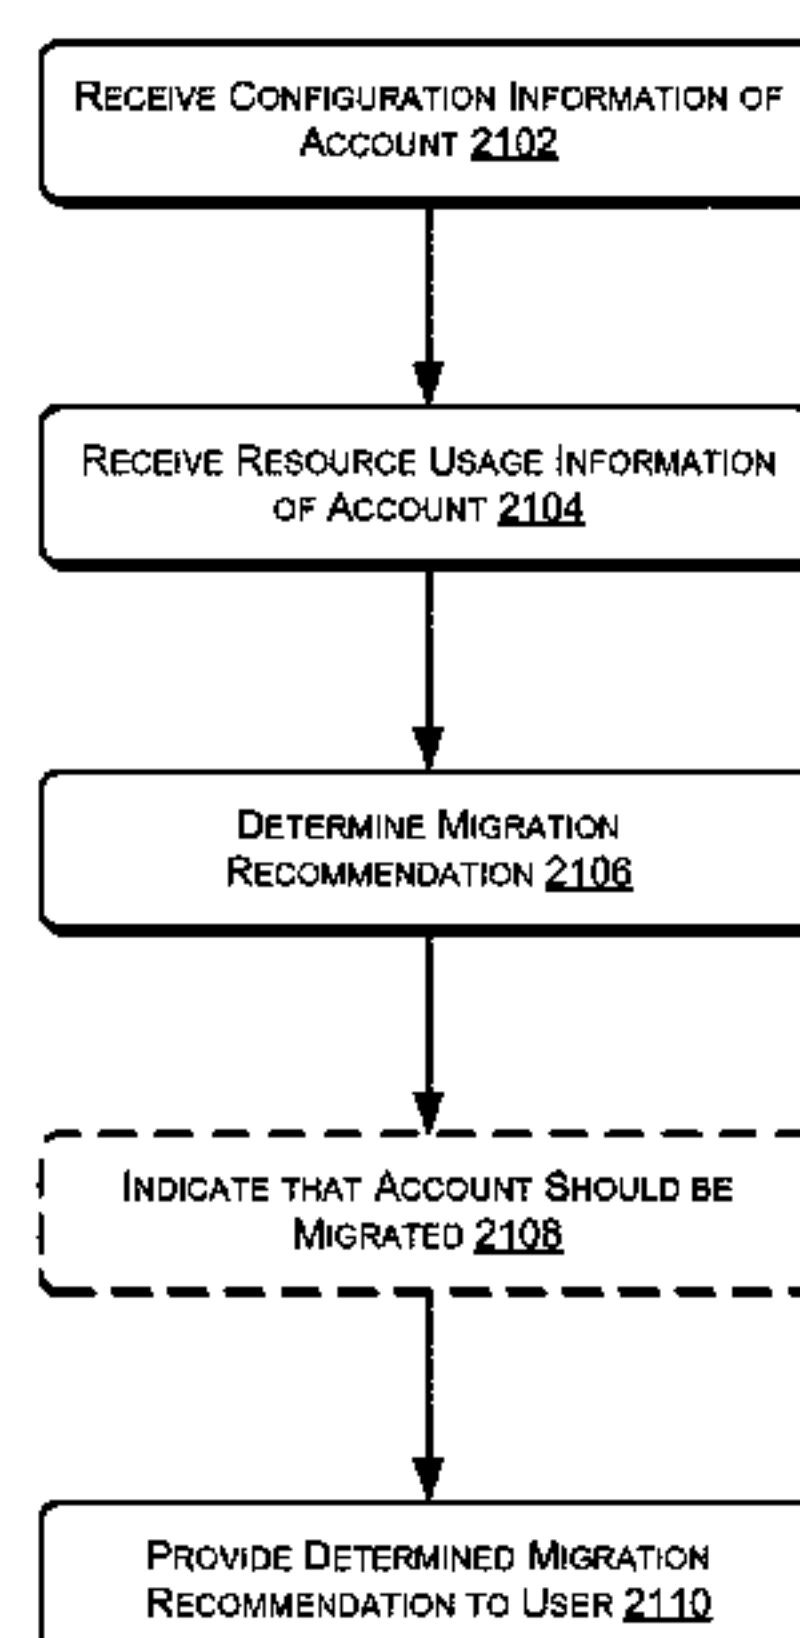 RECEIVE CONFIGURATION INFORMATION OF
ACCOUNT 2102
RECEIVE RESOURCE USAGE INFORMATION
OF ACCOUNT 2104
DETERMINE MIGRATION
RECOMMENDATION 2106
INDICATE THAT ACCOUNT SHOULD BE
MIGRATED 2108
PROVIDE DETERMINED MIGRATION
RECOMMENDATION TO USER 2110